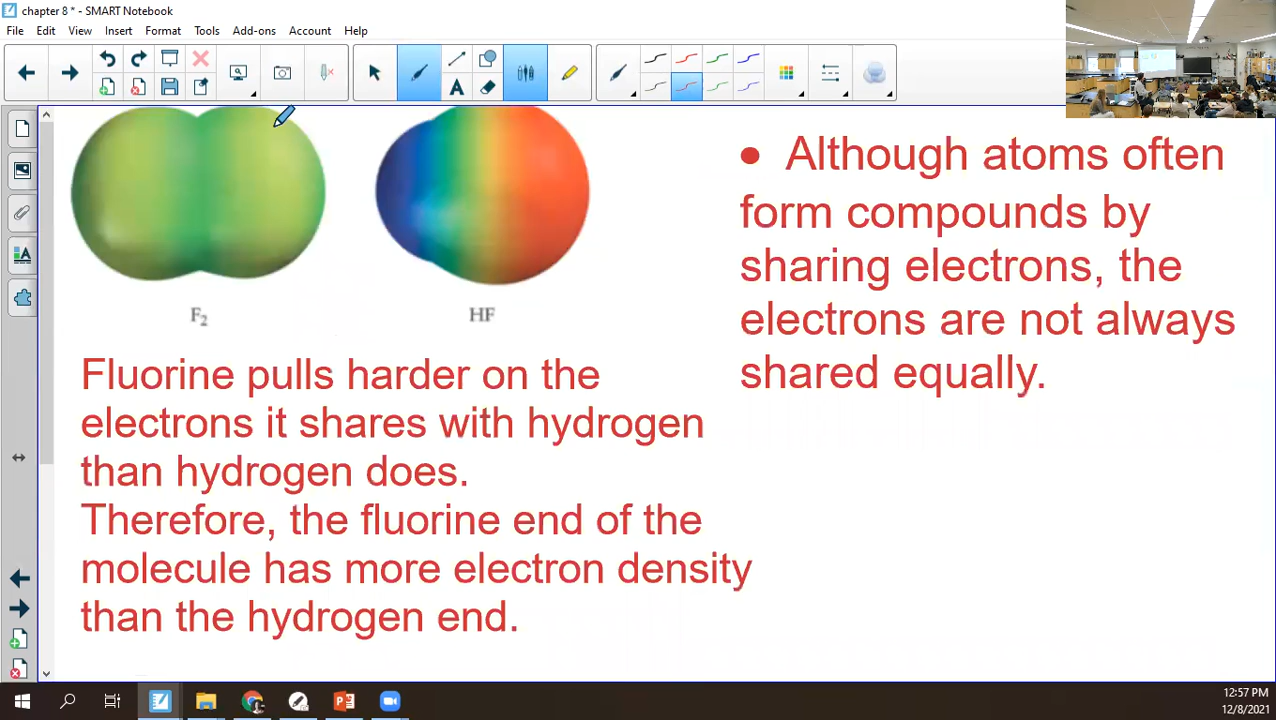 chapter 8 * - SMART Notebook
File Edit View Insert Format Tools Add-ons Account Help
F₂
HF
Fluorine pulls harder on the
electrons it shares with hydrogen
than hydrogen does.
Therefore, the fluorine end of the
molecule has more electron density
than the hydrogen end.
• Although atoms often
form compounds by
sharing electrons, the
electrons are not always
shared equally.
12:57 PM
12/8/2021